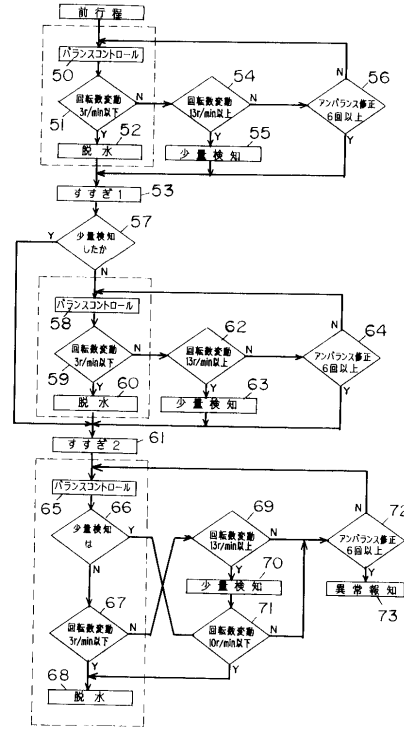 前行程
バランスコントロール
50
回転数変動
3r/min以下
51
N
Y
52
脱水
54
回転数変動
13r/min以上
N
Y
55
少量検知
56
N
アンバランス修正
6回以上
Y
すすぎ1
53
57
Y
少量検知
したか
N
バランスコントロール
58
回転数変動
3r/min以下
59
N
Y
60
脱水
62
回転数変動
13r/min以上
N
Y
63
少量検知
64
N
アンバランス修正
6回以上
Y
61
すすぎ2
バランスコントロール
65
66
少量検知
は
Y
N
67
回転数変動
3r/min以下
N
Y
68
脱水
69
回転数変動
13r/min以上
N
Y
70
少量検知
71
回転数変動
10r/min以下
N
Y
72
N
アンバランス修正
6回以上
Y
異常報知
73